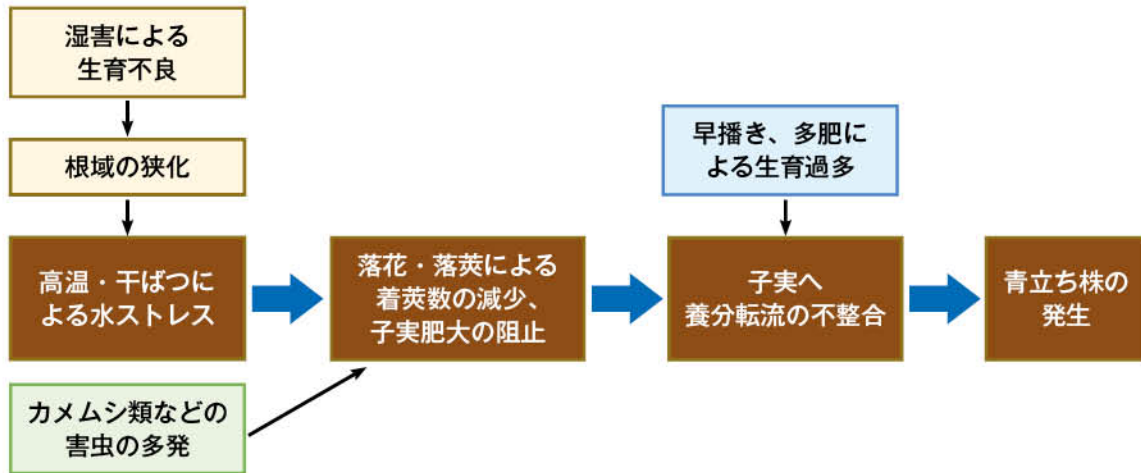 湿害による
生育不良
根域の狭化
高温・干ばつに
よる水ストレス
カメムシ類などの
害虫の多発
落花・落莢による
着莢数の減少、
子実肥大の阻止
早播き、多肥に
よる生育過多
子実へ
養分転流の不整合
青立ち株の
発生